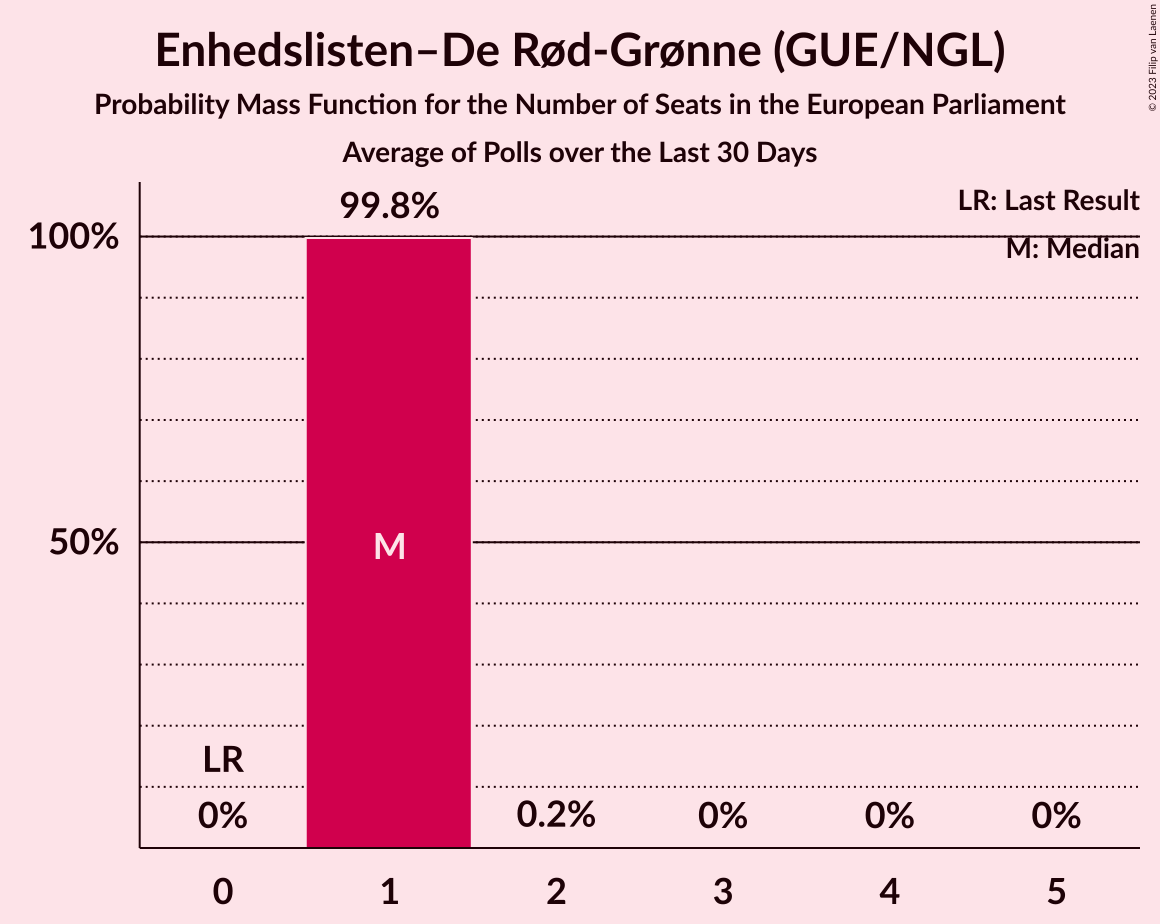 Enhedslisten–De Rød-Grønne (GUE/NGL)
Probability Mass Function for the Number of Seats in the European Parliament
Average of Polls over the Last 30 Days
© 2023 Filip van Laenen
LR: Last Result
M: Median
99.8%
100%
50%
M
LR
0%
0.2%
0%
0%
0%
0
1
2
3
4
5